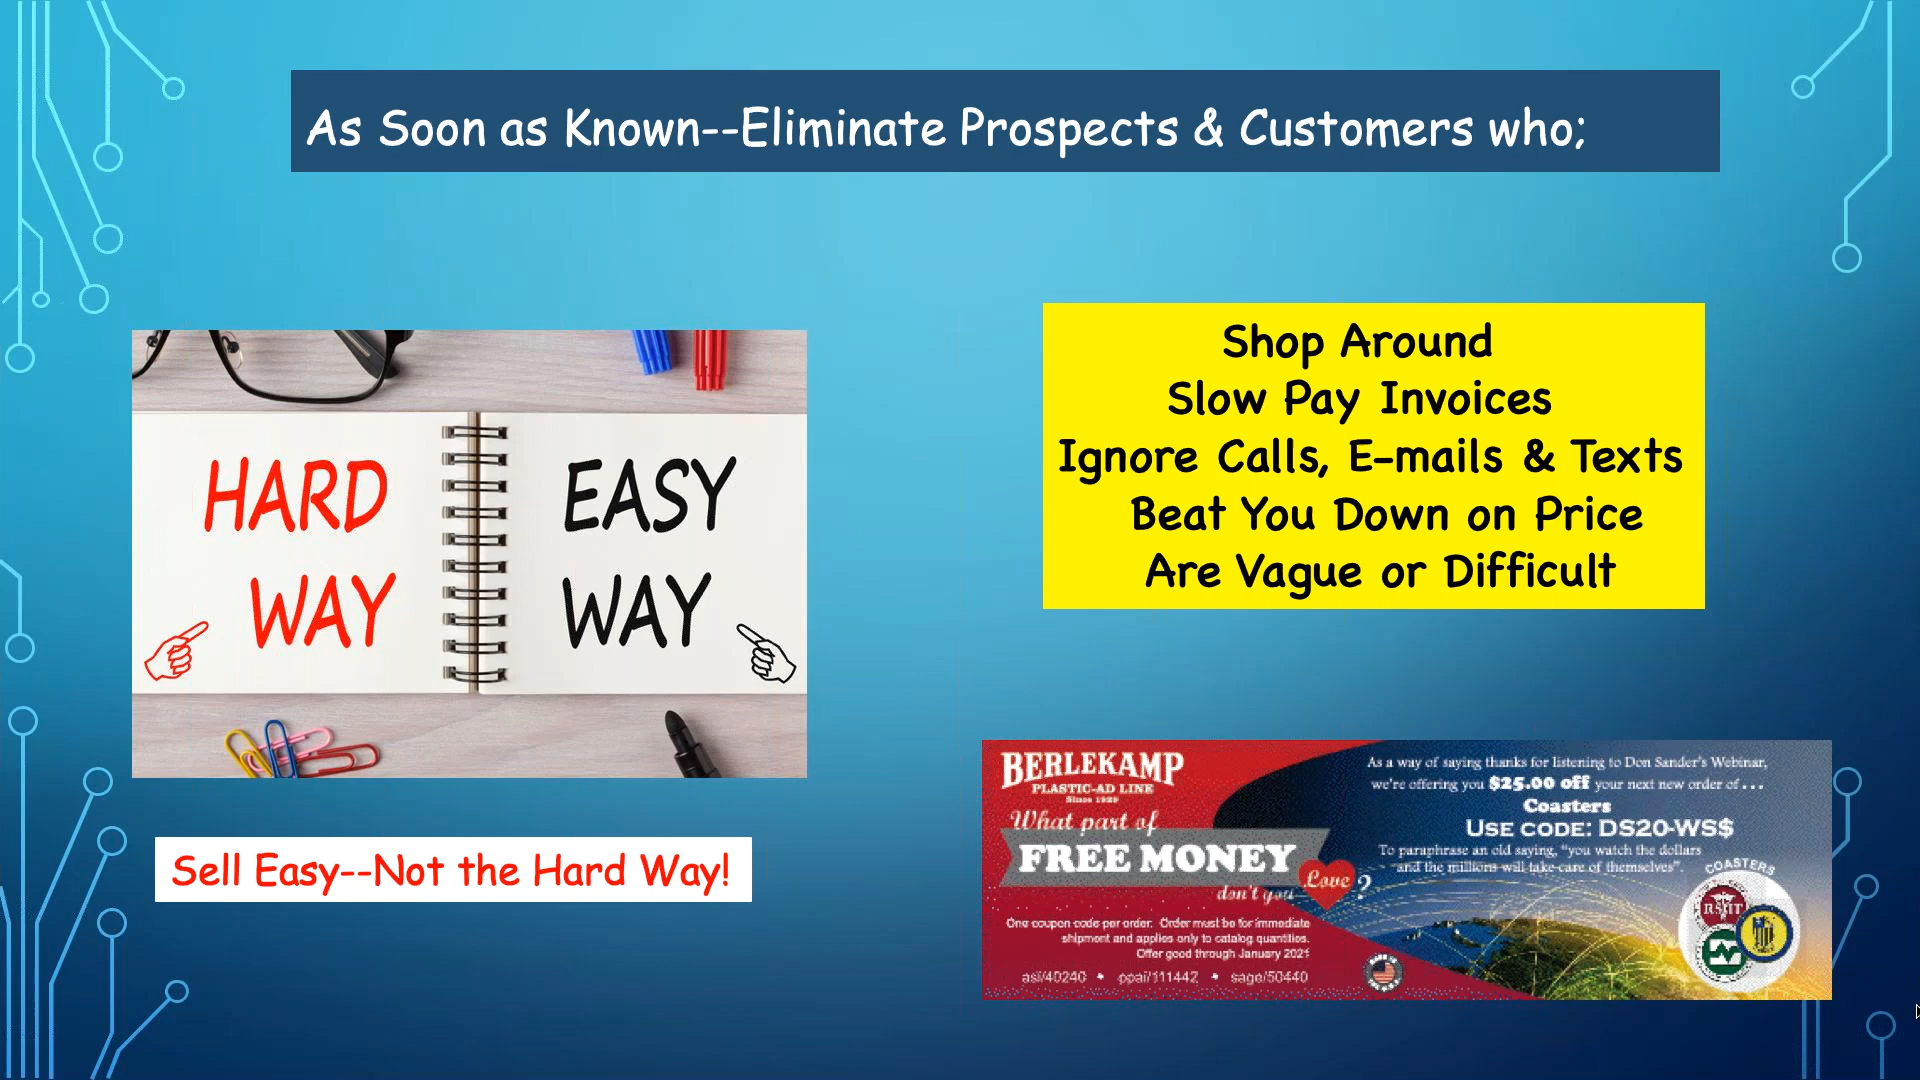 As Soon as Known--Eliminate Prospects & Customers who;
HARD
WAY
EASY
WAY
Sell Easy--Not the Hard Way!
Shop Around
Slow Pay Invoices
Ignore Calls, E-mails & Texts
Beat You Down on Price
Are Vague or Difficult
BERLEKAMP
PLASTIC-AD LINE
Since 1929
What part of
FREE MONEY
don't you Love?
One coupon code per order. Order must be for immediate
shipment and applies only to catalog quantities.
Offer good through January 2021
asi/40240 • ppai/111442 • sage/50440
As a way of saying thanks for listening to Don Sander's Webinar,
we're offering you $25.00 off your next new order of...
Coasters
USE CODE: DS20-WS$
To paraphrase an old saying, "you watch the dollars
and the millions will take care of themselves".
COASTERS